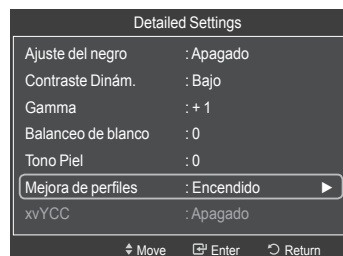 Detailed Settings
Ajuste del negro : Apagado
Contraste Dinám. : Bajo
Gamma : + 1
Balanceo de blanco : 0
Tono Piel : 0
Mejora de perfiles : Encendido ►
xvYCC : Apagado
Move Enter Return